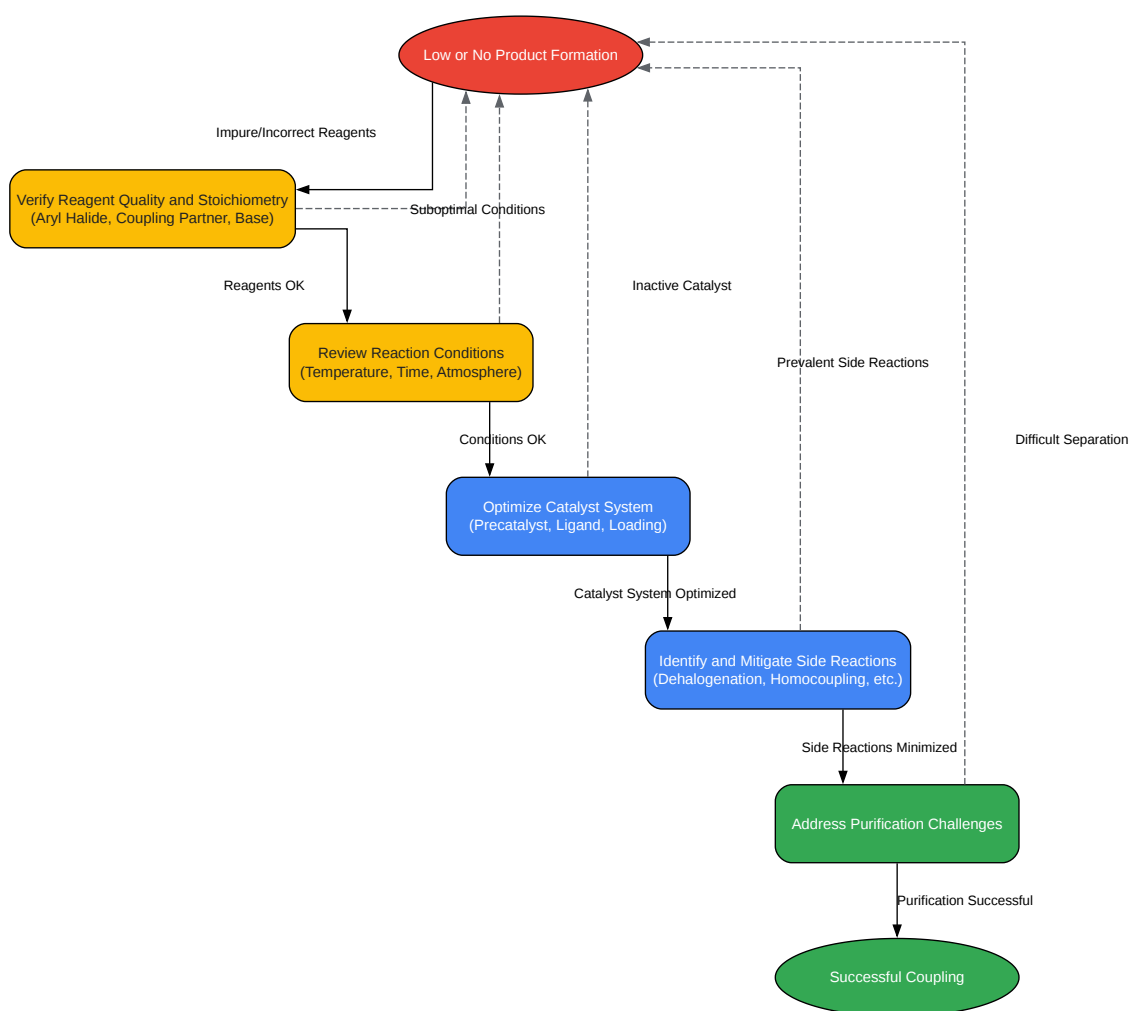 Low or No Product Formation
Impure/Incorrect Reagents
Verify Reagent Quality and Stoichiometry
(Aryl Halide, Coupling Partner, Base)
Suboptimal Conditions
Reagents OK
Inactive Catalyst
Review Reaction Conditions
(Temperature, Time, Atmosphere)
Prevalent Side Reactions
Conditions OK
Difficult Separation
Optimize Catalyst System
(Precatalyst, Ligand, Loading)
Catalyst System Optimized
Identify and Mitigate Side Reactions
(Dehalogenation, Homocoupling, etc.)
Side Reactions Minimized
Address Purification Challenges
Purification Successful
Successful Coupling